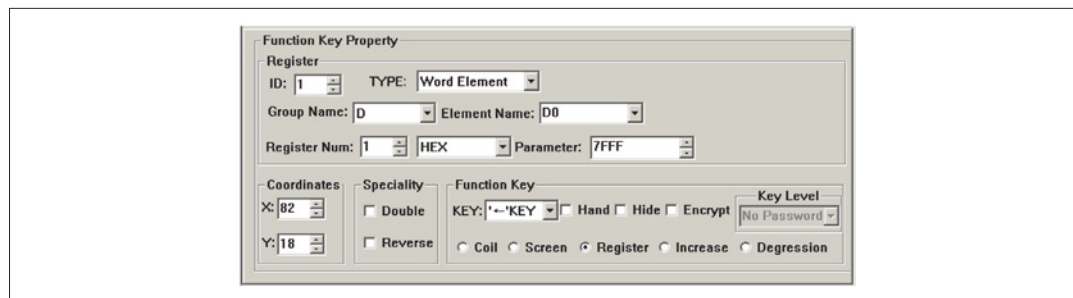 Function Key Property
Register
ID: 1 TYPE: Word Element
Group Name: D Element Name: D0
Register Num: 1 HEX Parameter: 7FFF
Coordinates Speciality Function Key
Key Level
X: 82 Double KEY: '←'KEY Hand Hide Encrypt No Password
Y: 18 Reverse Coil Screen Register Increase Degression